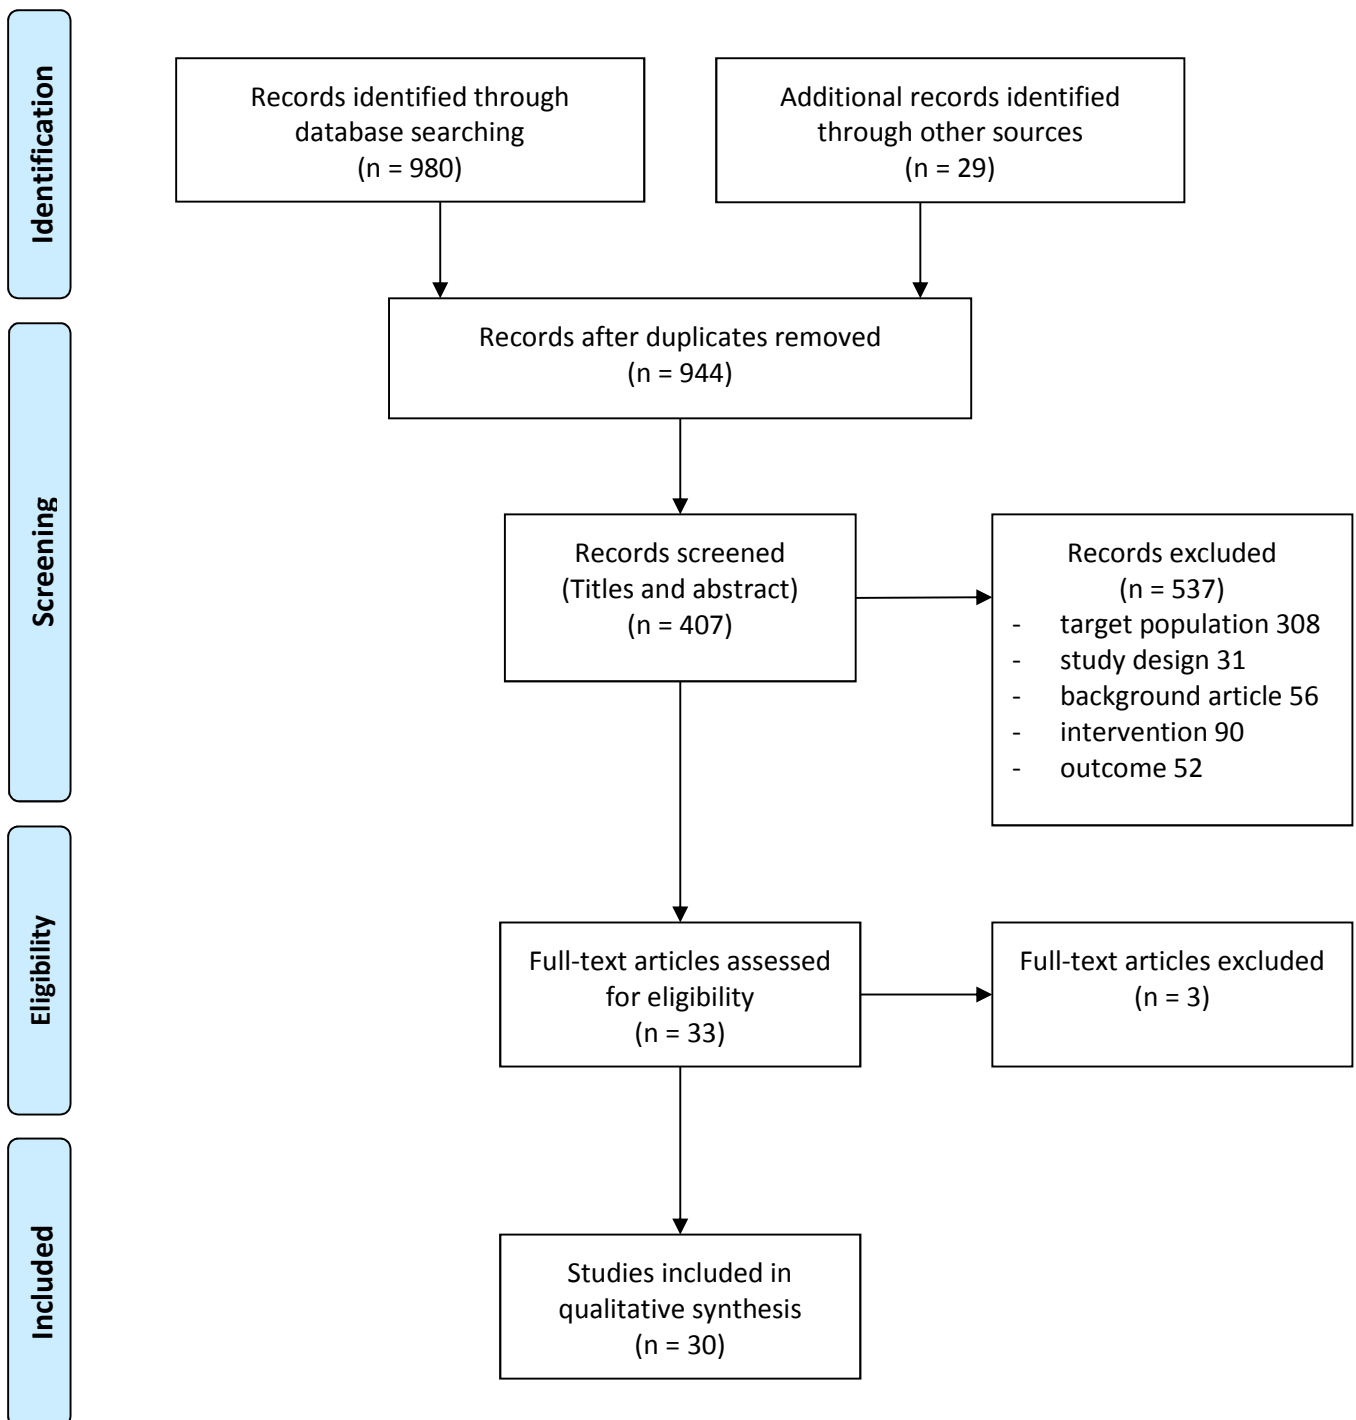 Identification
Records identified through
database searching
(n = 980)
Additional records identified
through other sources
(n = 29)
Records after duplicates removed
(n = 944)
Screening
Records screened
(Titles and abstract)
(n = 407)
Records excluded
(n = 537)
- target population 308
- study design 31
- background article 56
- intervention 90
- outcome 52
Eligibility
Full-text articles assessed
for eligibility
(n = 33)
Full-text articles excluded
(n = 3)
Included
Studies included in
qualitative synthesis
(n = 30)